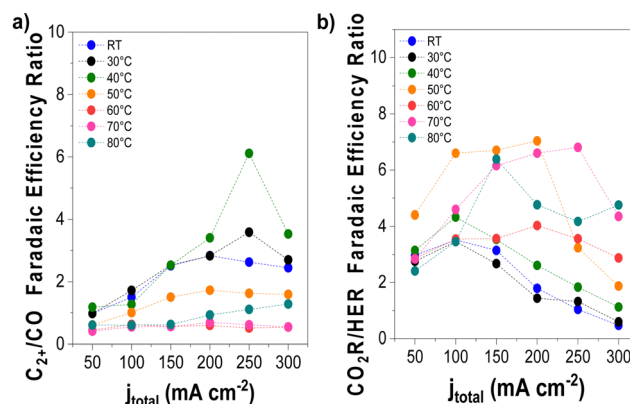 a)
C₂₊/CO Faradaic Efficiency Ratio
10
8
6
4
2
0
RT
30°C
40°C
50°C
60°C
70°C
80°C
50 100 150 200 250 300
j_total (mA cm⁻²)
b)
CO₂R/HER Faradaic Efficiency Ratio
10
8
6
4
2
0
RT
30°C
40°C
50°C
60°C
70°C
80°C
50 100 150 200 250 300
j_total (mA cm⁻²)